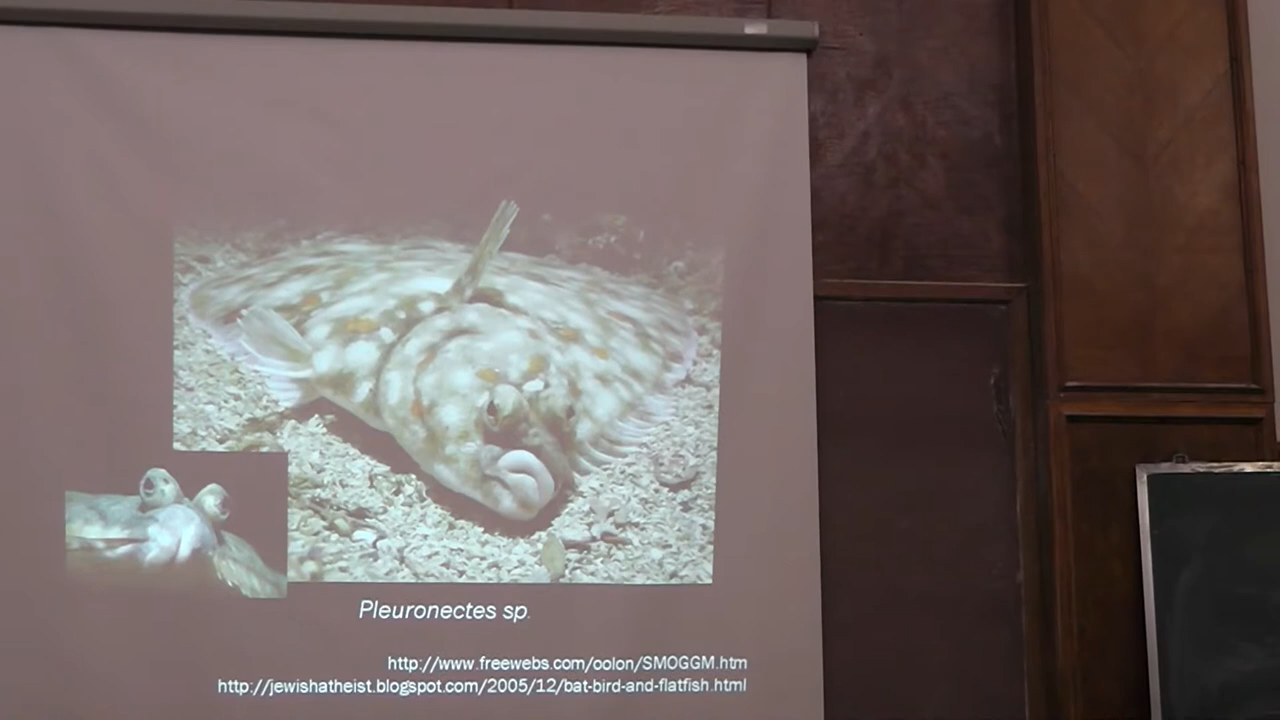 Pleuronectes sp.
http://www.freewebs.com/oolon/SMOGGM.htm
http://jewishatheist.blogspot.com/2005/12/bat-bird-and-flatfish.html